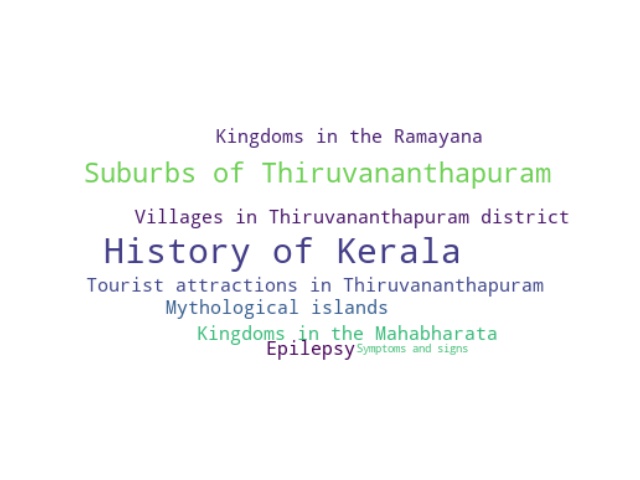 Kingdoms in the Ramayana
Suburbs of Thiruvananthapuram
Villages in Thiruvananthapuram district
History of Kerala
Tourist attractions in Thiruvananthapuram
Mythological islands
Kingdoms in the Mahabharata
Epilepsy Symptoms and signs